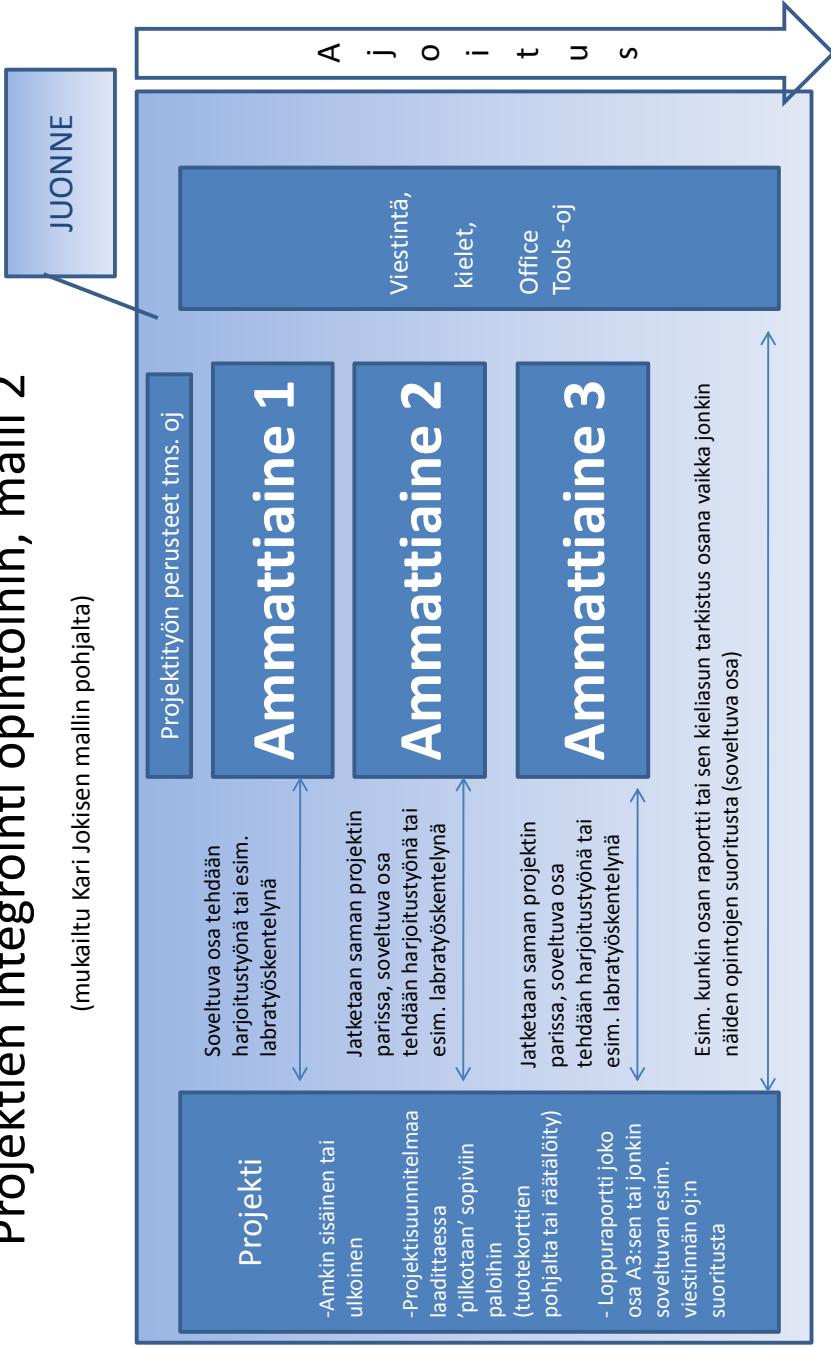 Projektien integrointi opintoihin, malli 2
(mukailtu Kari Jokisen mallin pohjalta)
JUONNE
A
j
o
i
t
u
s
Projekti
-Amkin sisäinen tai
ulkoinen
-Projektisuunnitelmaa
laadittaessa
’pilkotaan’ sopiviin
paloihin
(tuotekorttien
pohjalta tai räätälöity)
- Loppuraportti joko
osa A3:sen tai jonkin
soveltuvan esim.
viestinnän oj:n
suoritusta
Projektityön perusteet tms. oj
Soveltuva osa tehdään
harjoitustyönä tai esim.
labratyöskentelynä
Ammattiaine 1
Jatketaan saman projektin
parissa, soveltuva osa
tehdään harjoitustyönä tai
esim. labratyöskentelynä
Ammattiaine 2
Jatketaan saman projektin
parissa, soveltuva osa
tehdään harjoitustyönä tai
esim. labratyöskentelynä
Ammattiaine 3
Esim. kunkin osan raportti tai sen kieliasun tarkistus osana vaikka jonkin
näiden opintojen suoritusta (soveltuva osa)
Viestintä,
kielet,
Office
Tools -oj